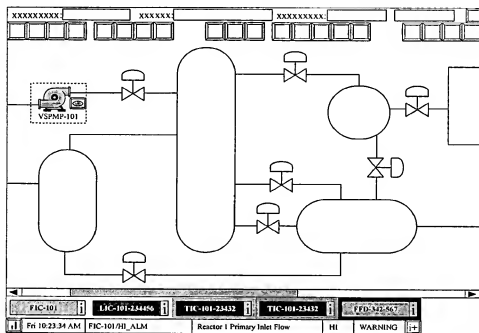 XXXXXXXXX: XXXXXX: XXXXXXXXX:
VSPMP-101
FIC-101 LIC-101-234456 TIC-101-23432 TIC-101-23432 FFD-342-567
Fri 10:23:34 AM FIC-101/HI_ALM Reactor 1 Primary Inlet Flow HI WARNING